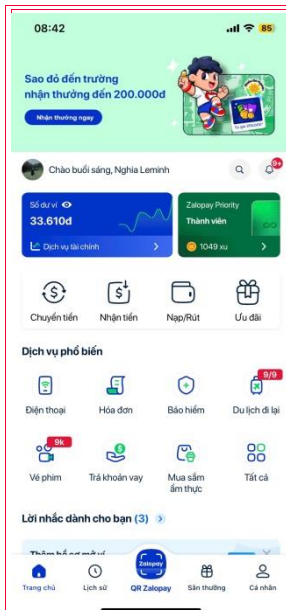 08:42
85
Sao đỏ đến trường
nhận thưởng đến 200.000đ
Nhận thưởng ngay
Chào buổi sáng, Nghia Leminh
9+
Số dư ví
33.610đ
Dịch vụ tài chính
Zalopay Priority
Thành viên
1049 xu
Chuyển tiền
Nhận tiền
Nạp/Rút
Ưu đãi
Dịch vụ phổ biến
9/9
Điện thoại
Hóa đơn
Bảo hiểm
Du lịch đi lại
9k
Vé phim
Trả khoản vay
Mua sắm
ẩm thực
Tất cả
Lời nhắc dành cho bạn (3)
Zalopay
Trang chủ
Lịch sử
QR Zalopay
Săn thưởng
Cá nhân